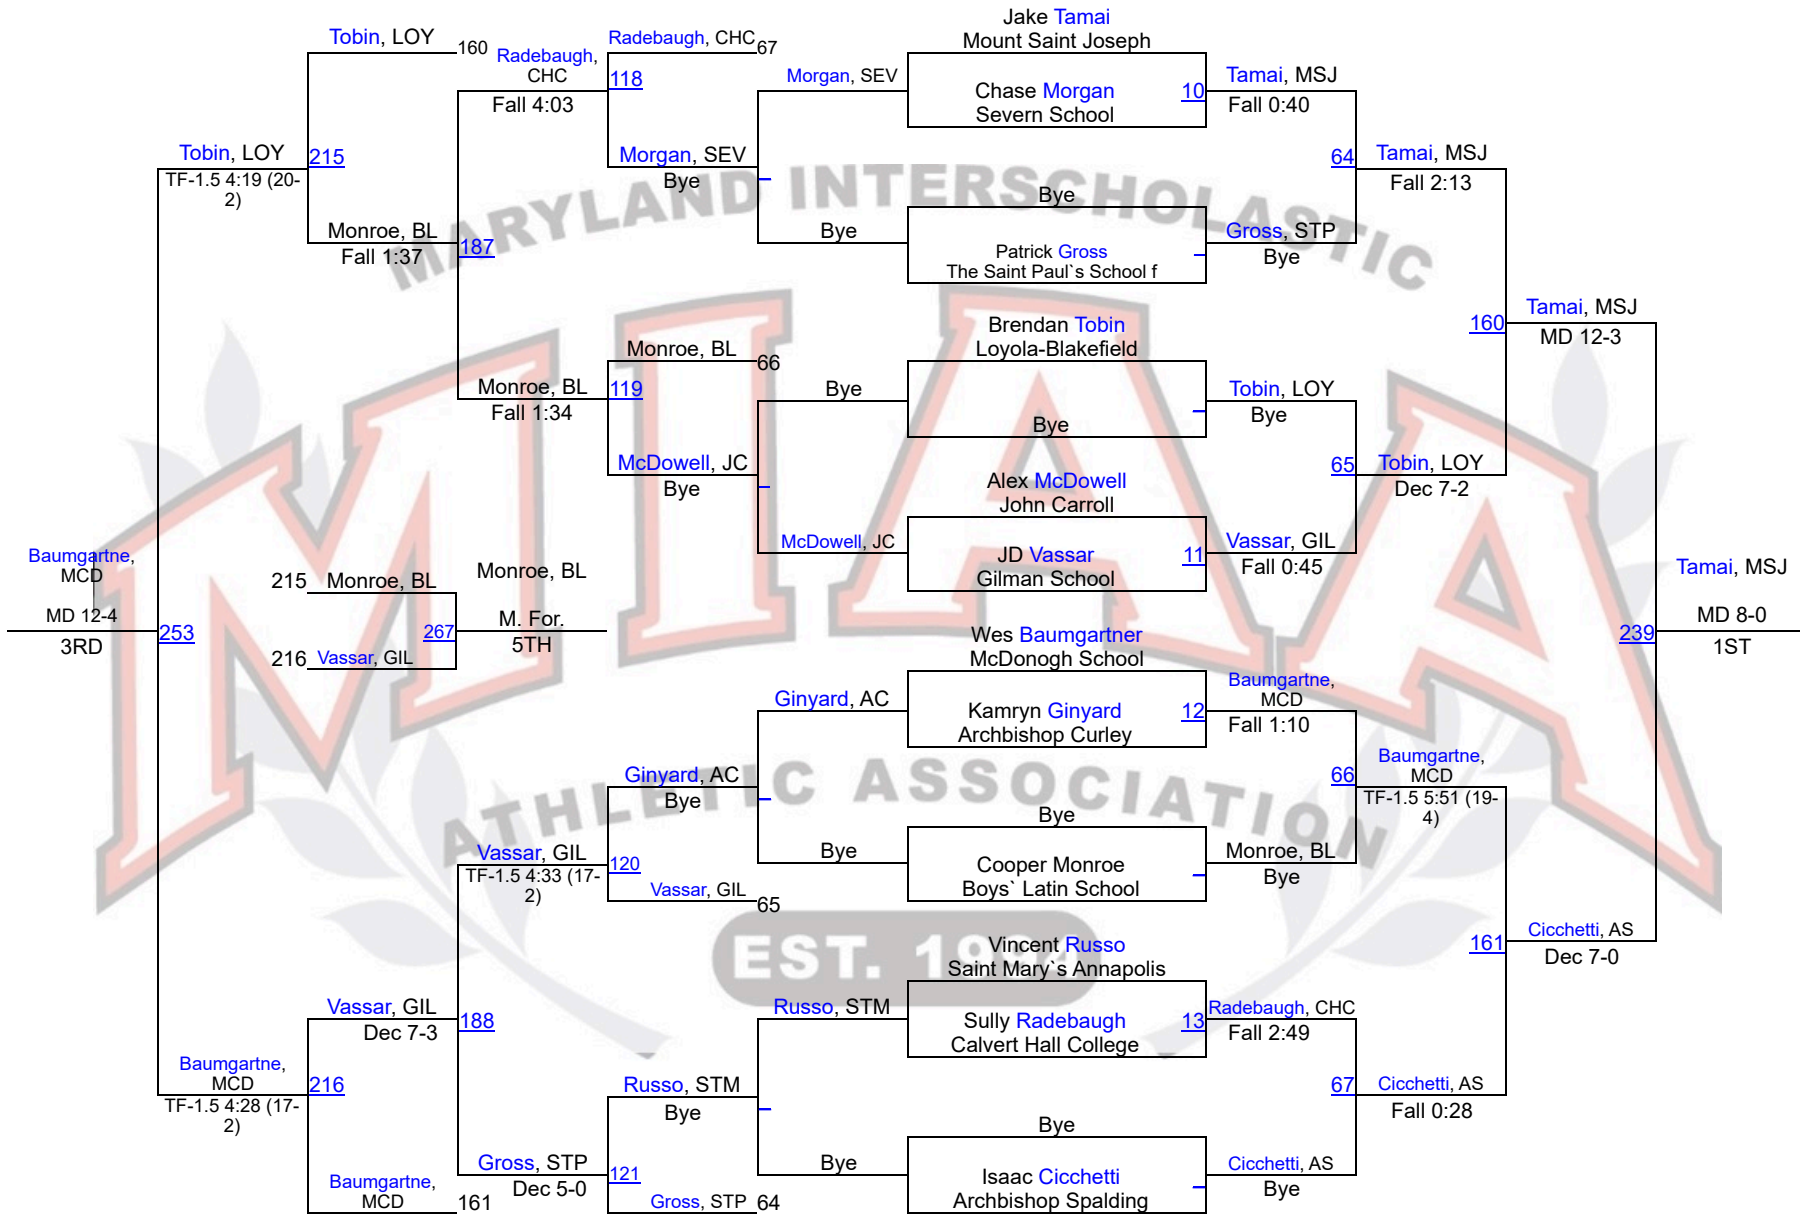 Jake Tamai
Mount Saint Joseph
Tobin, LOY
160
Radebaugh,
CHC
Radebaugh, CHC
67
118
Fall 4:03
Morgan, SEV
Chase Morgan
Severn School
10
Tamai, MSJ
Fall 0:40
Tobin, LOY
215
TF-1.5 4:19 (20-
2)
Morgan, SEV
Bye
64
Tamai, MSJ
Fall 2:13
MARYLAND INTERSCHOLASTIC
Bye
Monroe, BL
Fall 1:37
187
Bye
Patrick Gross
The Saint Paul`s School f
Gross, STP
Bye
MIAA
Brendan Tobin
Loyola-Blakefield
160
Tamai, MSJ
MD 12-3
Monroe, BL
66
Monroe, BL
119
Fall 1:34
Bye
Bye
Tobin, LOY
Bye
McDowell, JC
Bye
Alex McDowell
John Carroll
65
Tobin, LOY
Dec 7-2
McDowell, JC
JD Vassar
Gilman School
11
Vassar, GIL
Fall 0:45
Baumgartne,
MCD
MD 12-4
3RD
253
215
Monroe, BL
216
Vassar, GIL
267
Monroe, BL
M. For.
5TH
Tamai, MSJ
239
MD 8-0
1ST
Wes Baumgartner
McDonogh School
Ginyard, AC
Kamryn Ginyard
Archbishop Curley
12
Baumgartne,
MCD
Fall 1:10
Ginyard, AC
Bye
66
Baumgartne,
MCD
TF-1.5 5:51 (19-
4)
ATHLETIC ASSOCIATION
Bye
Vassar, GIL
TF-1.5 4:33 (17-
2)
120
Vassar, GIL
65
Bye
Cooper Monroe
Boys` Latin School
Monroe, BL
Bye
EST. 1994
Vincent Russo
Saint Mary`s Annapolis
161
Cicchetti, AS
Dec 7-0
Vassar, GIL
Dec 7-3
188
Russo, STM
Sully Radebaugh
Calvert Hall College
13
Radebaugh, CHC
Fall 2:49
Baumgartne,
MCD
216
TF-1.5 4:28 (17-
2)
Russo, STM
Bye
67
Cicchetti, AS
Fall 0:28
Bye
Gross, STP
Dec 5-0
121
Bye
Isaac Cicchetti
Archbishop Spalding
Cicchetti, AS
Bye
Baumgartne,
MCD
161
Gross, STP
64